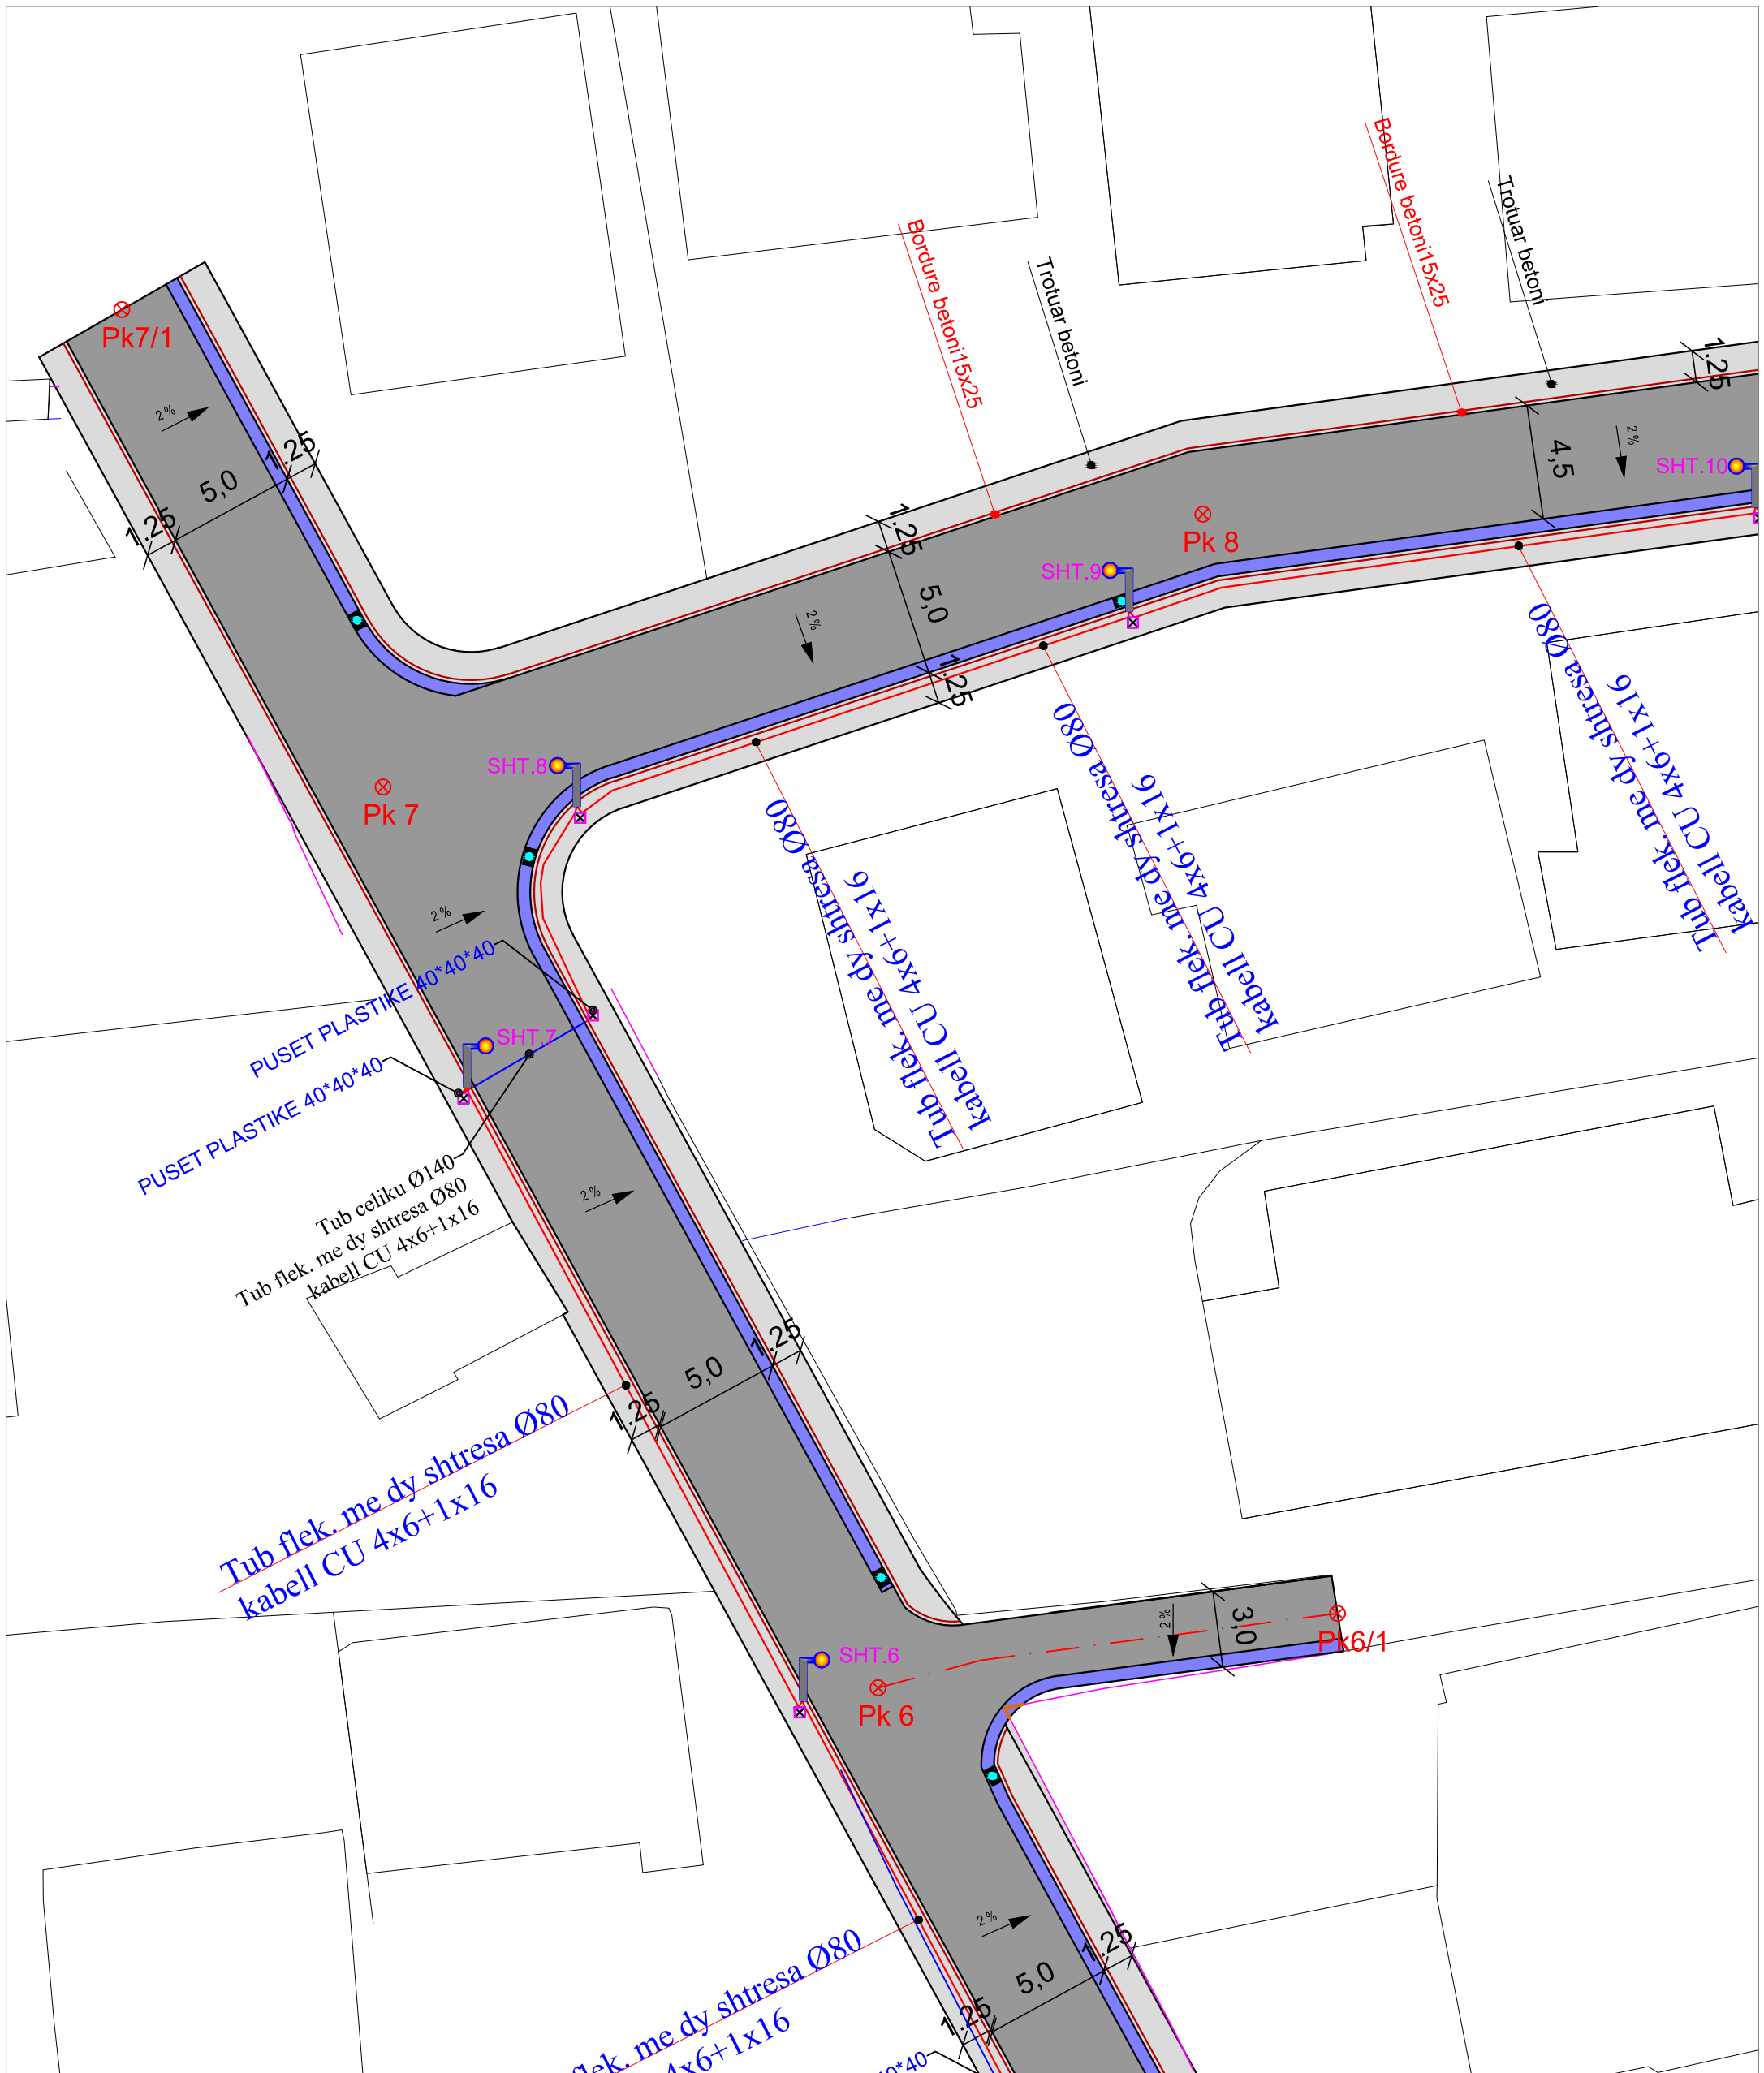 Bordure betoni15x25
Trotuar betoni
Bordure betoni15x25
Trotuar betoni
Pk7/1
2%
1.25
5,0
1.25
1.25
5,0
1.25
2%
1.25
4,5
2%
SHT.10
Pk 8
SHT.9
SHT.8
Pk 7
2%
Tub flek. me dy shtresa Ø80
kabell CU 4x6+1x16
Tub flek. me dy shtresa Ø80
kabell CU 4x6+1x16
Tub flek. me dy shtresa Ø80
kabell CU 4x6+1x16
PUSET PLASTIKE 40*40*40
SHT.7
PUSET PLASTIKE 40*40*40
Tub celiku Ø140
Tub flek. me dy shtresa Ø80
kabell CU 4x6+1x16
2%
1.25
5,0
1.25
Tub flek. me dy shtresa Ø80
kabell CU 4x6+1x16
2%
3,0
Pk6/1
SHT.6
Pk 6
2%
1.25
5,0
1.25
flek. me dy shtresa Ø80
4x6+1x16
0*40